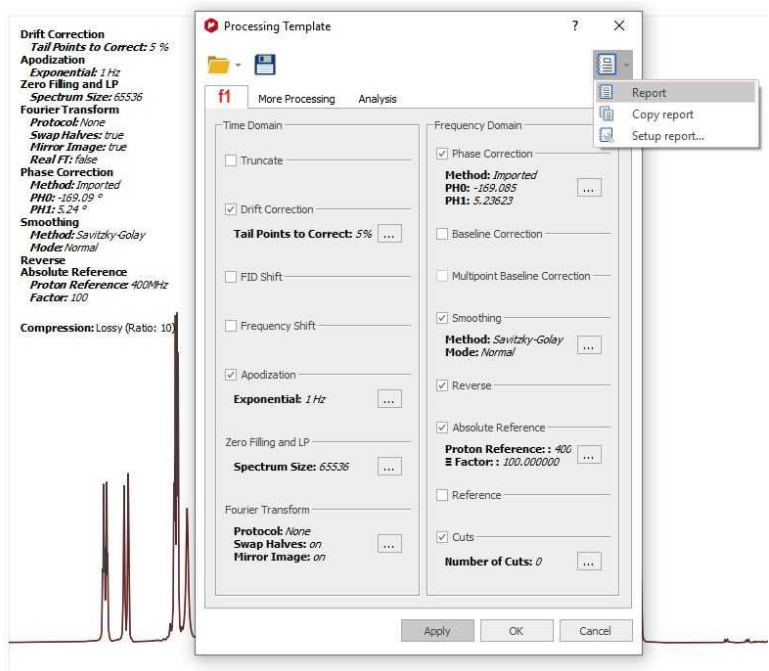 Drift Correction
Tail Points to Correct: 5 %
Apodization
Exponential: 1 Hz
Zero Filling and LP
Spectrum Size: 65536
Fourier Transform
Protocol: None
Swap Halves: true
Mirror Image: true
Real FT: false
Phase Correction
Method: Imported
PH0: -169.09 °
PH1: 5.24 °
Smoothing
Method: Savitzky-Golay
Mode: Normal
Reverse
Absolute Reference
Proton Reference: 400MHz
Factor: 100
Compression: Lossy (Ratio: 10)
Processing Template
?
Report
Copy report
Setup report...
f1
More Processing
Analysis
Time Domain
Truncate
Drift Correction
Tail Points to Correct: 5%
...
FID Shift
Frequency Shift
Apodization
Exponential: 1 Hz
...
Zero Filling and LP
Spectrum Size: 65536
...
Fourier Transform
Protocol: None
Swap Halves: on
Mirror Image: on
...
Frequency Domain
Phase Correction
Method: Imported
PH0: -169.085
PH1: 5.23623
...
Baseline Correction
Multipoint Baseline Correction
Smoothing
Method: Savitzky-Golay
Mode: Normal
...
Reverse
Absolute Reference
Proton Reference: : 400
Ξ Factor: : 100.000000
...
Reference
Cuts
Number of Cuts: 0
...
Apply
OK
Cancel